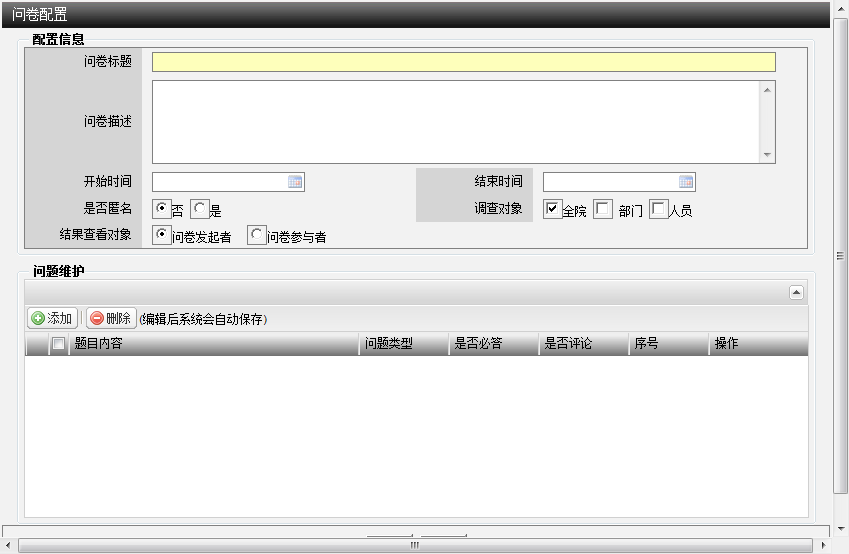 问卷配置
配置信息
问卷标题
问卷描述
开始时间 结束时间
是否匿名 否 是 调查对象 全院 部门 人员
结果查看对象 问卷发起者 问卷参与者
问题维护
添加 删除 (编辑后系统会自动保存)
题目内容 问题类型 是否必答 是否评论 序号 操作